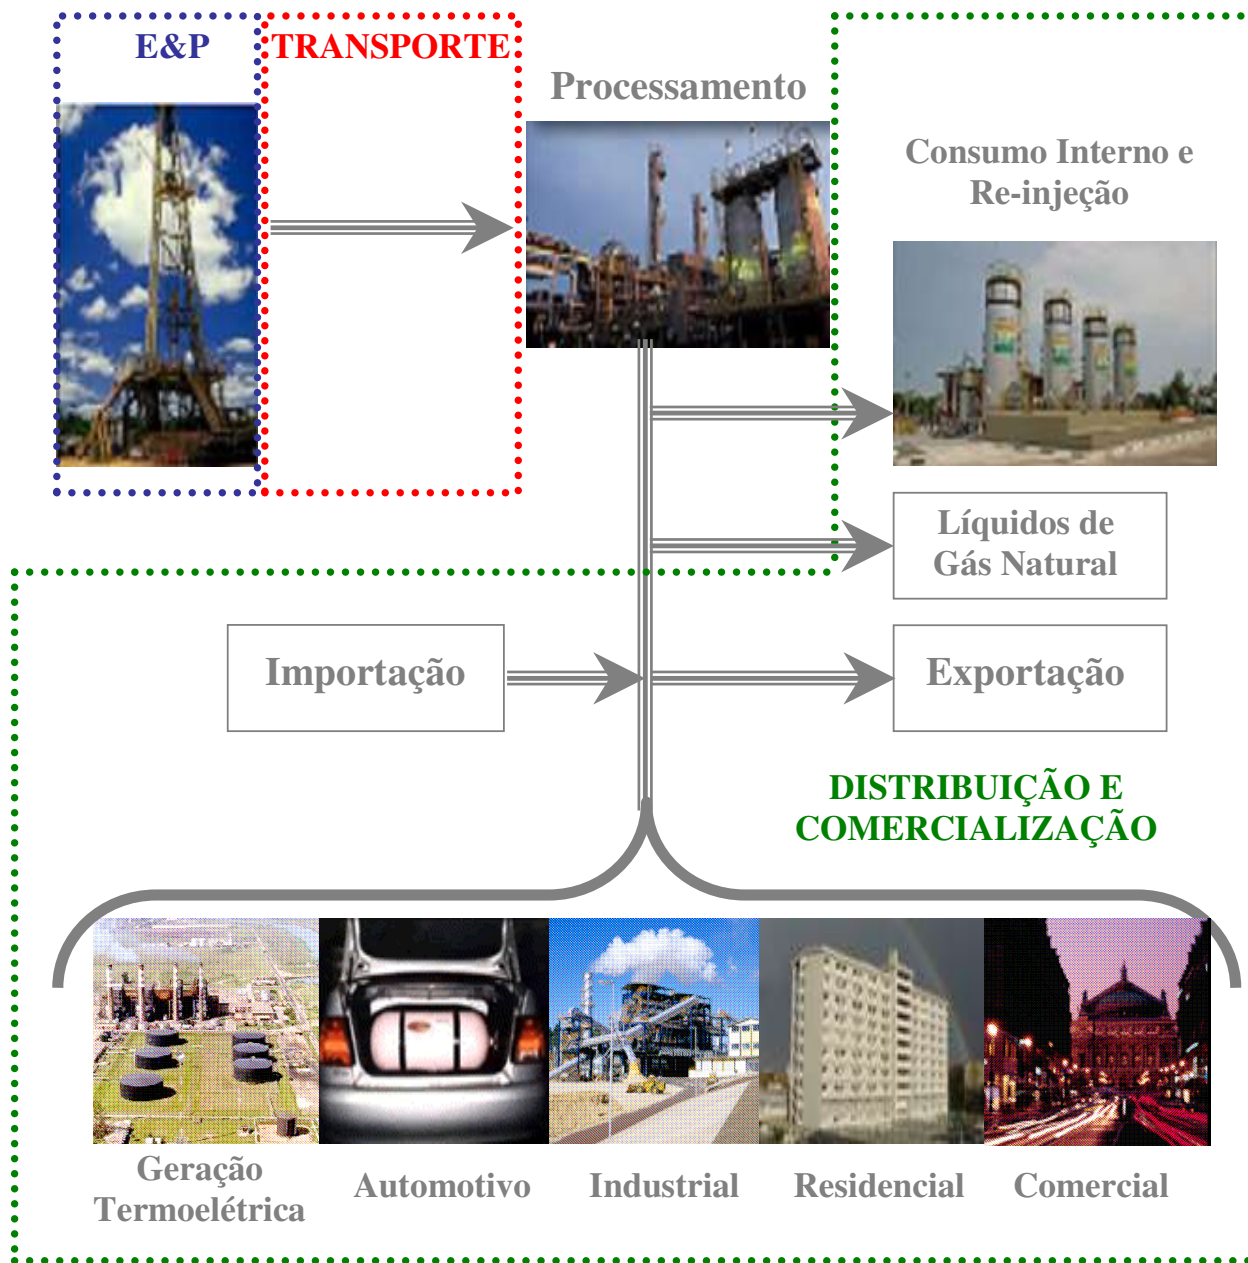 E&P
TRANSPORTE
Processamento
Consumo Interno e
Re-injeção
Líquidos de
Gás Natural
Importação
Exportação
DISTRIBUIÇÃO E
COMERCIALIZAÇÃO
Geração
Termoelétrica
Automotivo
Industrial
Residencial
Comercial